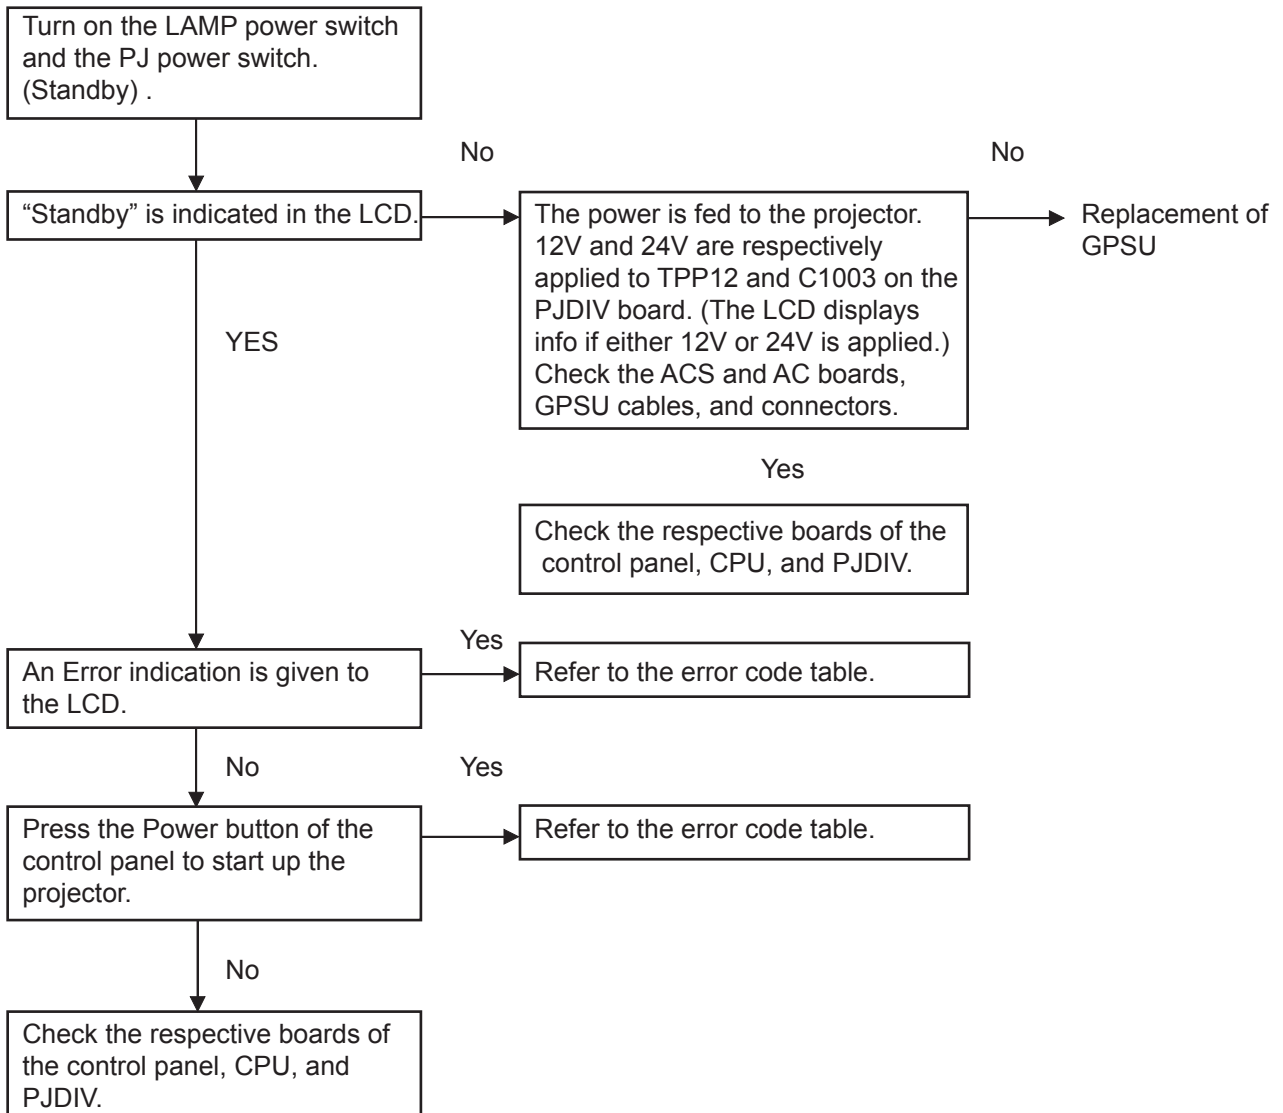 Turn on the LAMP power switch
and the PJ power switch.
(Standby) .
No
No
“Standby” is indicated in the LCD.
The power is fed to the projector.
12V and 24V are respectively
applied to TPP12 and C1003 on the
PJDIV board. (The LCD displays
info if either 12V or 24V is applied.)
Check the ACS and AC boards,
GPSU cables, and connectors.
Replacement of
GPSU
YES
Yes
Check the respective boards of the
control panel, CPU, and PJDIV.
An Error indication is given to
the LCD.
Yes
Refer to the error code table.
No
Yes
Press the Power button of the
control panel to start up the
projector.
Refer to the error code table.
No
Check the respective boards of
the control panel, CPU, and
PJDIV.